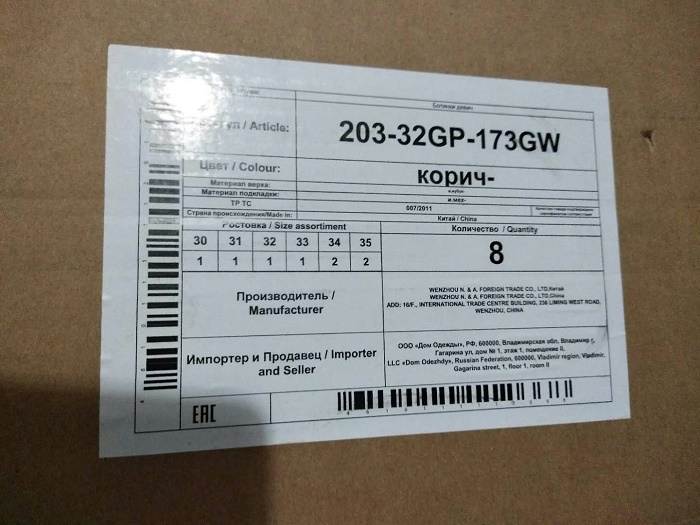 Ботинки девич
/ Article:
203-32GP-173GW
Цвет / Colour:
корич-
Материал верха:
Материал подкладки:
и.мех-
ТР ТС
007/2011
Страна происхождения/Made in:
Китай / China
Ростовка / Size assortiment
Количество / Quantity
30 31 32 33 34 35
1 1 1 1 2 2
8
Производитель / Manufacturer
WENZHOU N. & A. FOREIGN TRADE CO., LTD,Китай
WENZHOU N. & A. FOREIGN TRADE CO., LTD,China
ADD: 16/F., INTERNATIONAL TRADE CENTRE BUILDING, 236 LIMING WEST ROAD,
WENZHOU, CHINA
Импортер и Продавец / Importer
and Seller
ООО «Дом Одежды», РФ, 600000, Владимирская обл, Владимир г,
Гагарина ул, дом № 1, этаж 1, помещение II,
LLC «Dom Odezhdy», Russian Federation, 600000, Vladimir region, Vladimir,
Gagarina street, 1, floor 1, room II
EAC